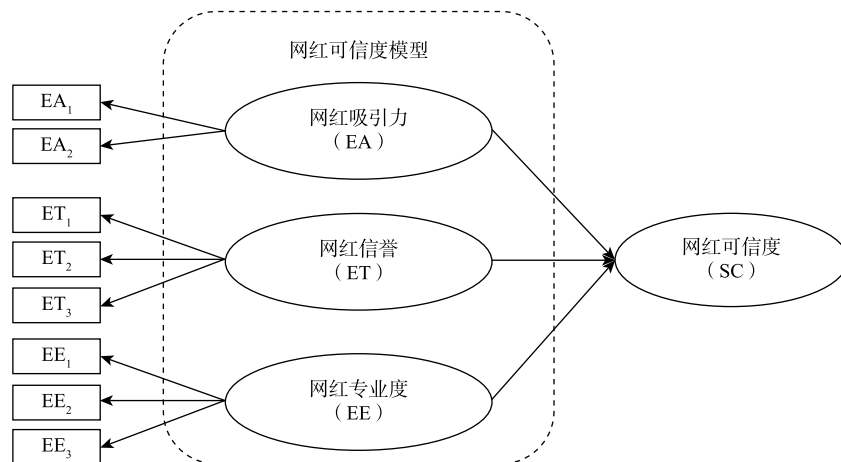 网红可信度模型
EA₁
EA₂
网红吸引力
（EA）
ET₁
ET₂
ET₃
网红信誉
（ET）
网红可信度
（SC）
EE₁
EE₂
EE₃
网红专业度
（EE）